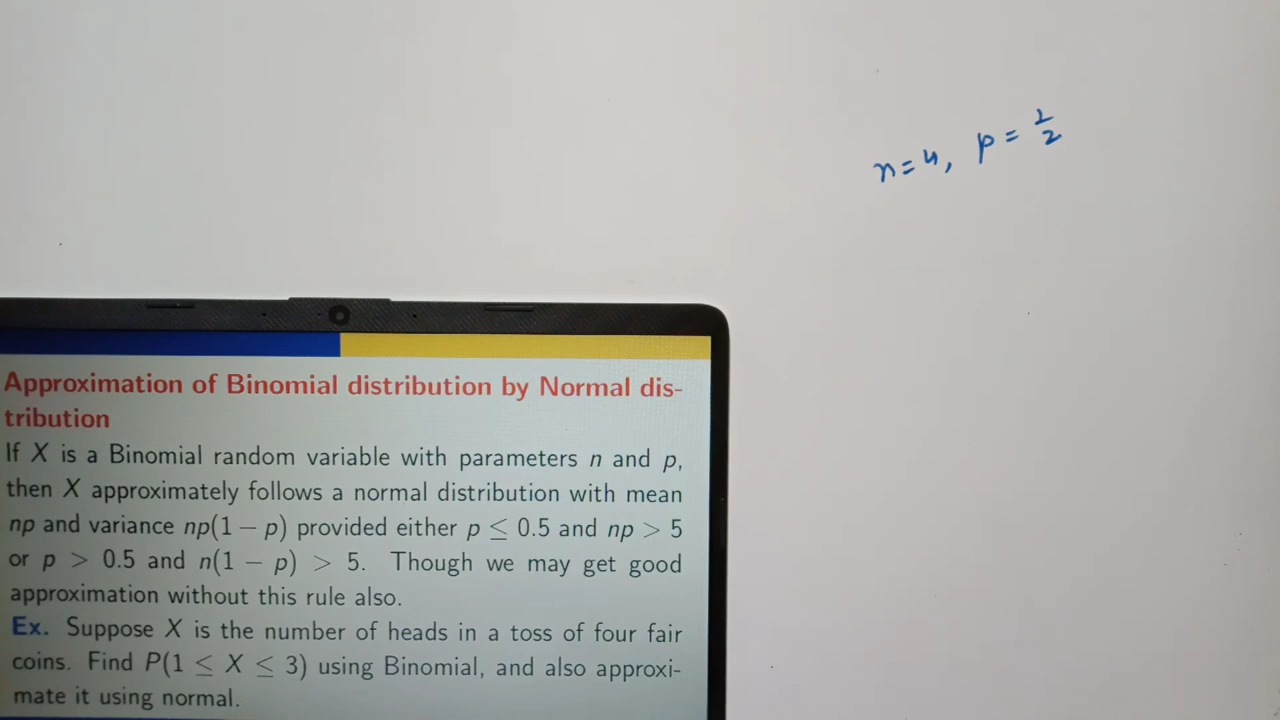 n=4, p = 1/2
Approximation of Binomial distribution by Normal dis-
tribution
If X is a Binomial random variable with parameters n and p,
then X approximately follows a normal distribution with mean
np and variance np(1 − p) provided either p ≤ 0.5 and np > 5
or p > 0.5 and n(1 − p) > 5. Though we may get good
approximation without this rule also.
Ex. Suppose X is the number of heads in a toss of four fair
coins. Find P(1 ≤ X ≤ 3) using Binomial, and also approxi-
mate it using normal.